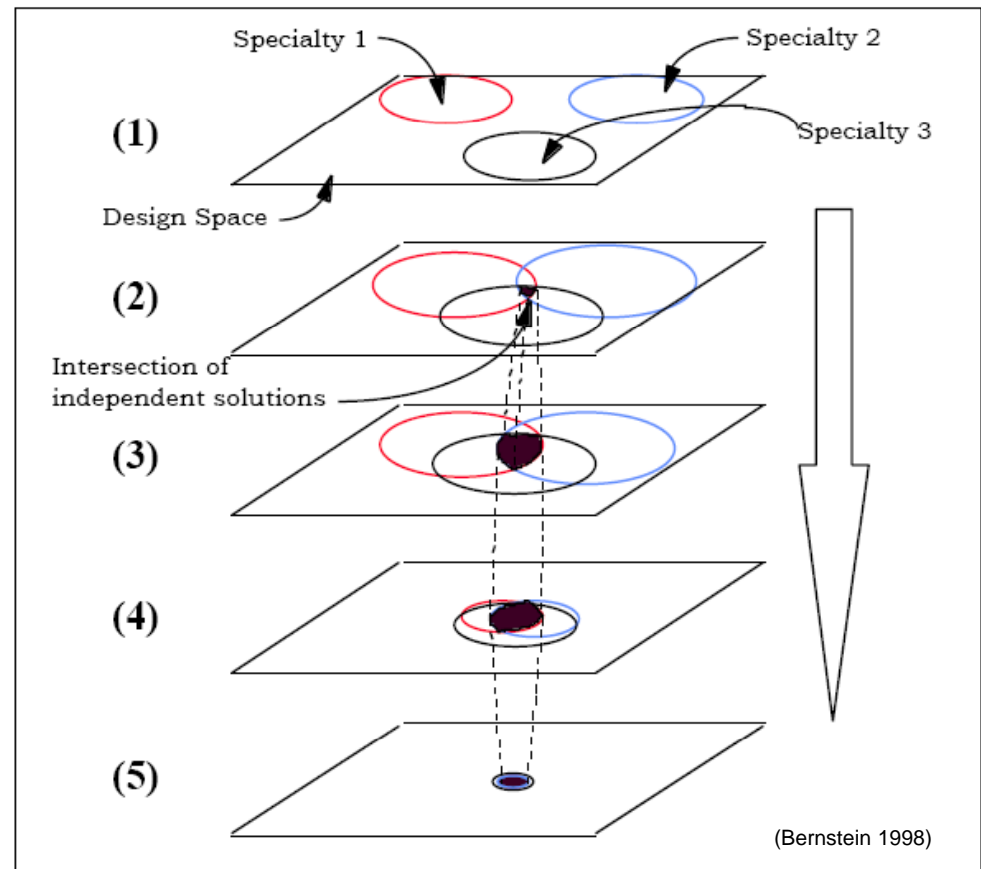 Specialty 1
Specialty 2
(1)
Specialty 3
Design Space
(2)
Intersection of
independent solutions
(3)
(4)
(5)
(Bernstein 1998)